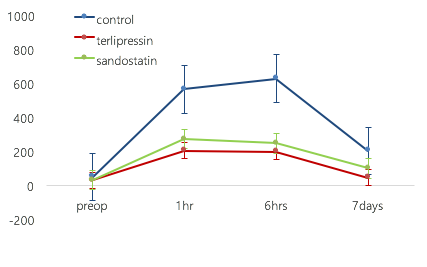 1000
control
terlipressin
800
sandostatin
600
400
200
0
preop 1hr 6hrs 7days
-200